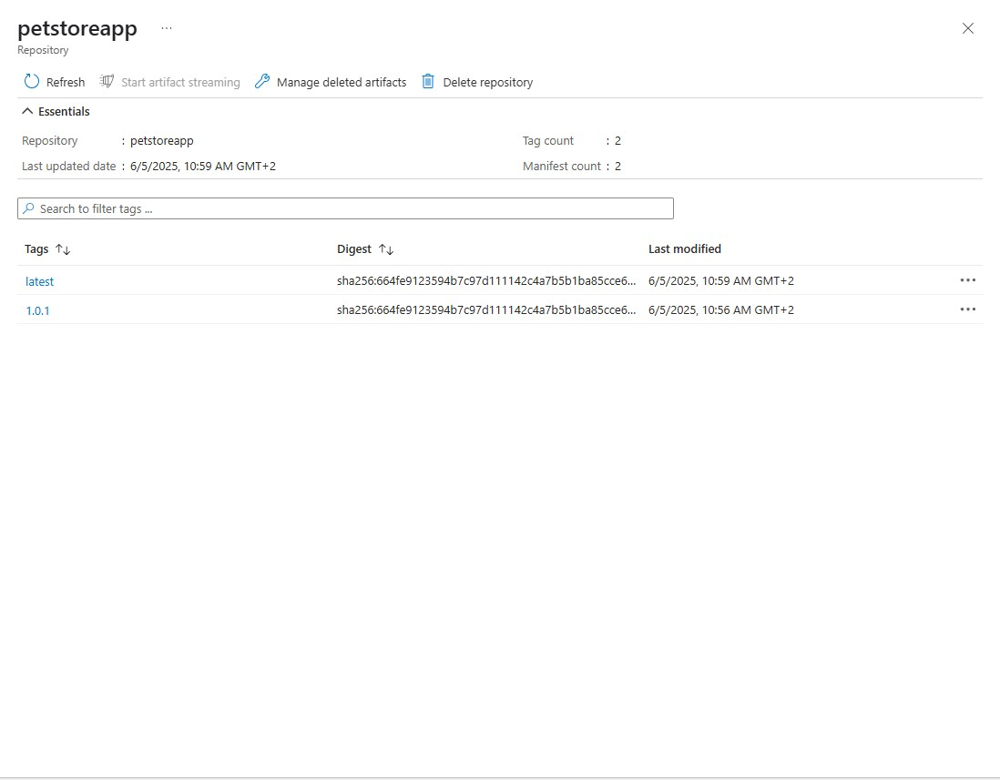 petstoreapp ...
Repository
Refresh Start artifact streaming Manage deleted artifacts Delete repository
Essentials
Repository : petstoreapp Tag count : 2
Last updated date : 6/5/2025, 10:59 AM GMT+2 Manifest count : 2
Search to filter tags ...
Tags Digest Last modified
latest sha256:664fe9123594b7c97d111142c4a7b5b1ba85cce6... 6/5/2025, 10:59 AM GMT+2
1.0.1 sha256:664fe9123594b7c97d111142c4a7b5b1ba85cce6... 6/5/2025, 10:56 AM GMT+2